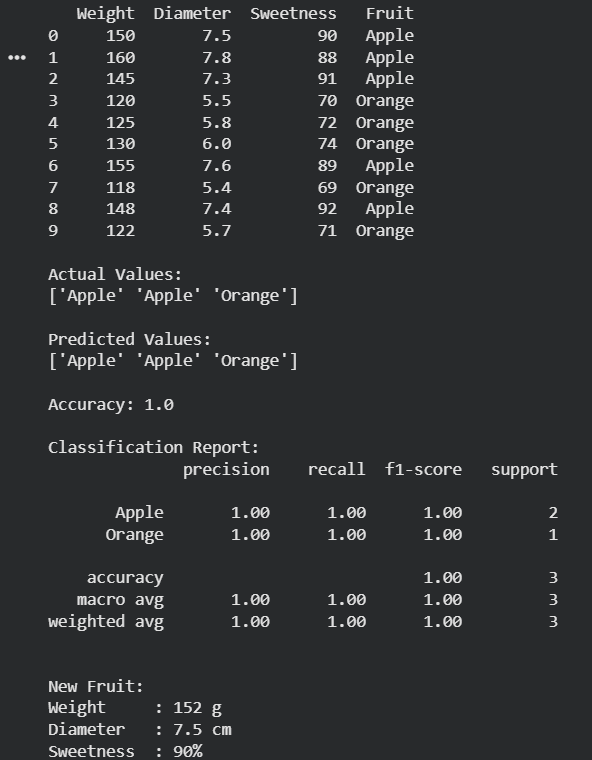 Weight  Diameter  Sweetness   Fruit
0     150       7.5         90   Apple
1     160       7.8         88   Apple
2     145       7.3         91   Apple
3     120       5.5         70  Orange
4     125       5.8         72  Orange
5     130       6.0         74  Orange
6     155       7.6         89   Apple
7     118       5.4         69  Orange
8     148       7.4         92   Apple
9     122       5.7         71  Orange

Actual Values:
['Apple' 'Apple' 'Orange']

Predicted Values:
['Apple' 'Apple' 'Orange']

Accuracy: 1.0

Classification Report:
              precision    recall  f1-score   support

       Apple       1.00      1.00      1.00         2
      Orange       1.00      1.00      1.00         1

    accuracy                           1.00         3
   macro avg       1.00      1.00      1.00         3
weighted avg       1.00      1.00      1.00         3


New Fruit:
Weight     : 152 g
Diameter   : 7.5 cm
Sweetness  : 90%